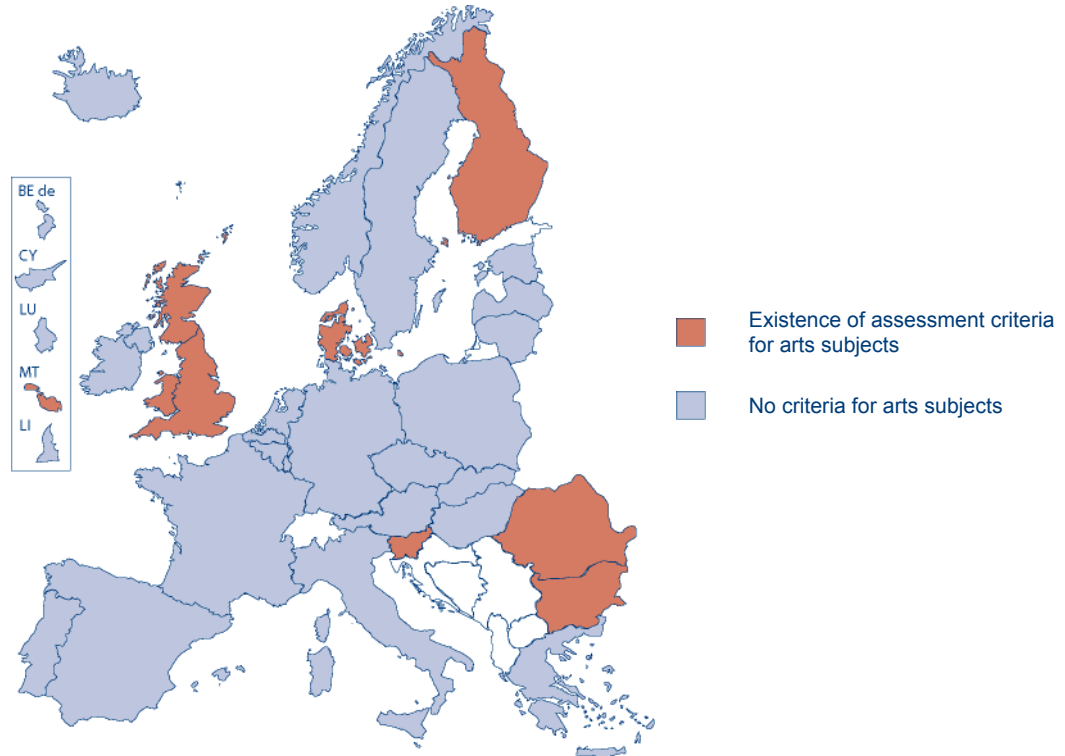 BE de
CY
LU
MT
LI
Existence of assessment criteria
for arts subjects
No criteria for arts subjects